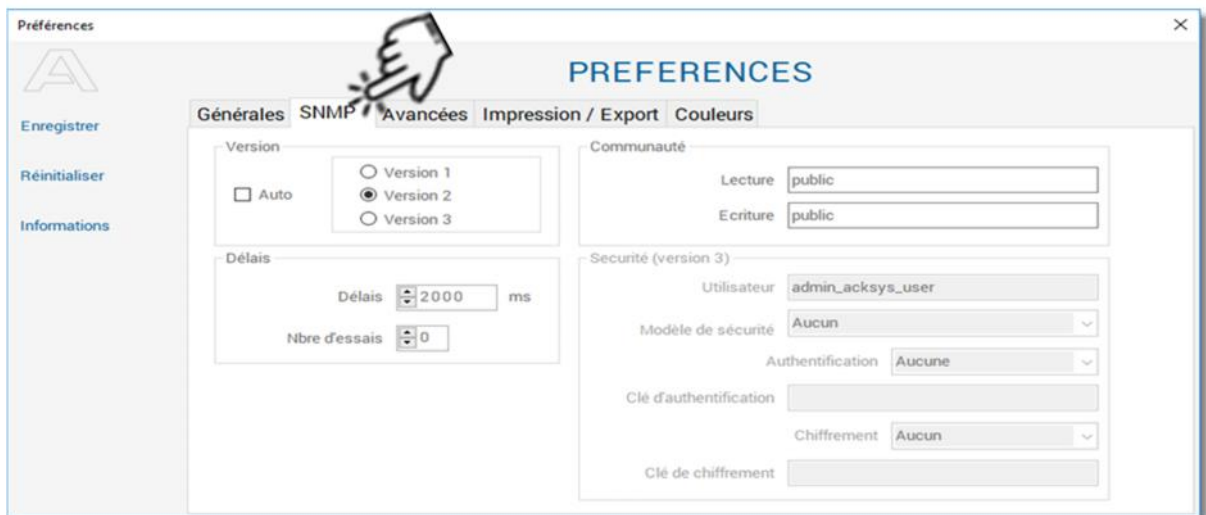 Préférences
PREFERENCES
Enregistrer
Réinitialiser
Informations
Générales SNMP Avancées Impression / Export Couleurs
Version
Auto
Version 1
Version 2
Version 3
Délais
Délais 2000 ms
Nbre d'essais 0
Communauté
Lecture public
Ecriture public
Securité (version 3)
Utilisateur admin_acksys_user
Modèle de sécurité Aucun
Authentification Aucune
Clé d'authentification
Chiffrement Aucun
Clé de chiffrement